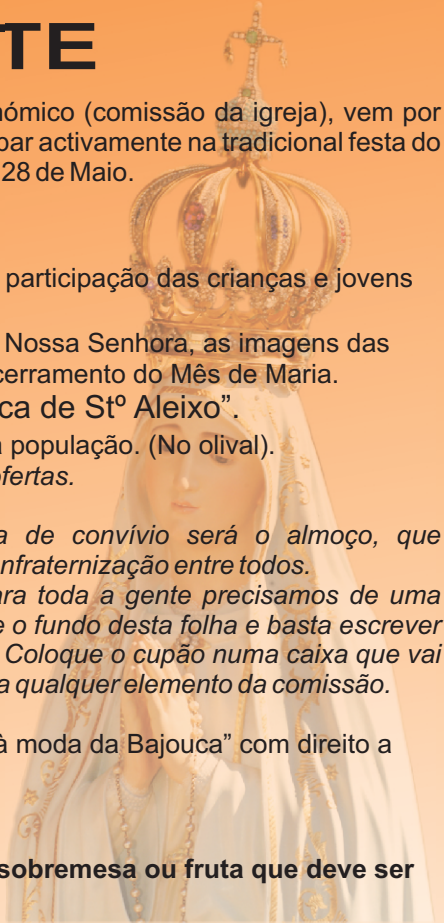 TE
nómico (comissão da igreja), vem por
par activamente na tradicional festa do
28 de Maio.
participação das crianças e jovens
Nossa Senhora, as imagens das
cerramento do Mês de Maria.
ca de Stº Aleixo”.
a população. (No olival).
ofertas.
a de convívio será o almoço, que
nfraternização entre todos.
ara toda a gente precisamos de uma
e o fundo desta folha e basta escrever
Coloque o cupão numa caixa que vai
a qualquer elemento da comissão.
à moda da Bajouca” com direito a
sobremesa ou fruta que deve ser